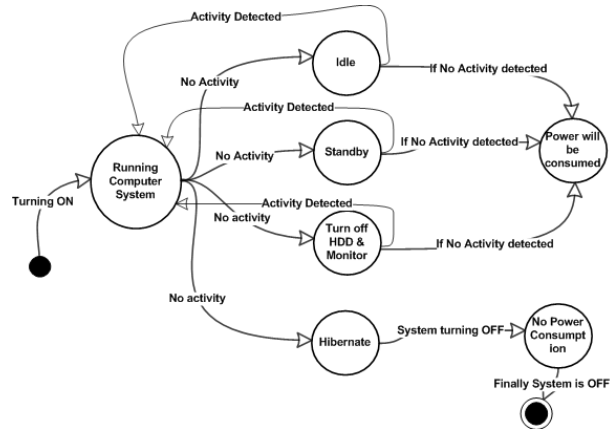 Activity Detected
Idle
If No Activity detected
No Activity
Activity Detected
Power will
be
consumed
Running
Computer
System
No Activity
Standby
If No Activity detected
Turning ON
Activity Detected
No activity
Turn off
HDD &
Monitor
If No Activity detected
No activity
Hibernate
System turning OFF
No Power
Consumpt
ion
Finally System is OFF